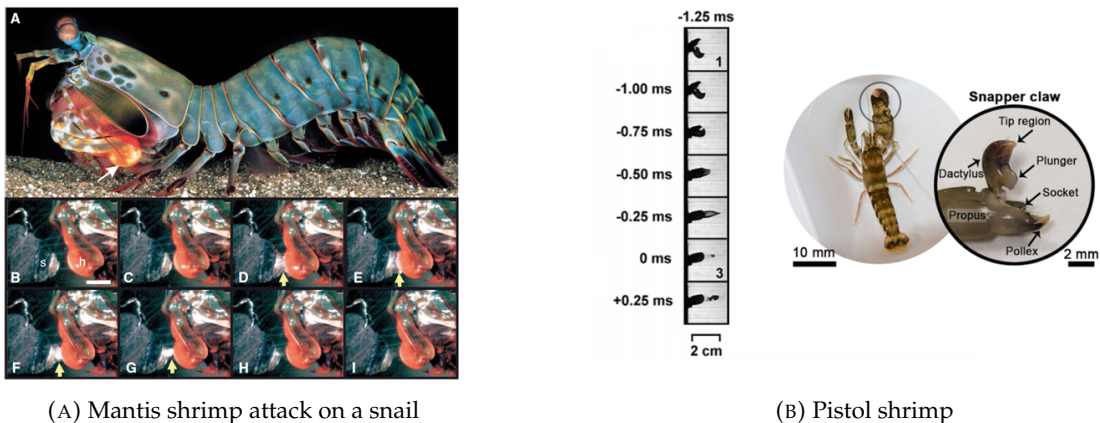 A
B
s
h
C
D
E
F
G
H
I
(A) Mantis shrimp attack on a snail
-1.25 ms
1
-1.00 ms
-0.75 ms
-0.50 ms
-0.25 ms
0 ms
3
+0.25 ms
2 cm
10 mm
Snapper claw
Tip region
Plunger
Dactylus
Socket
Propus
Pollex
2 mm
(B) Pistol shrimp